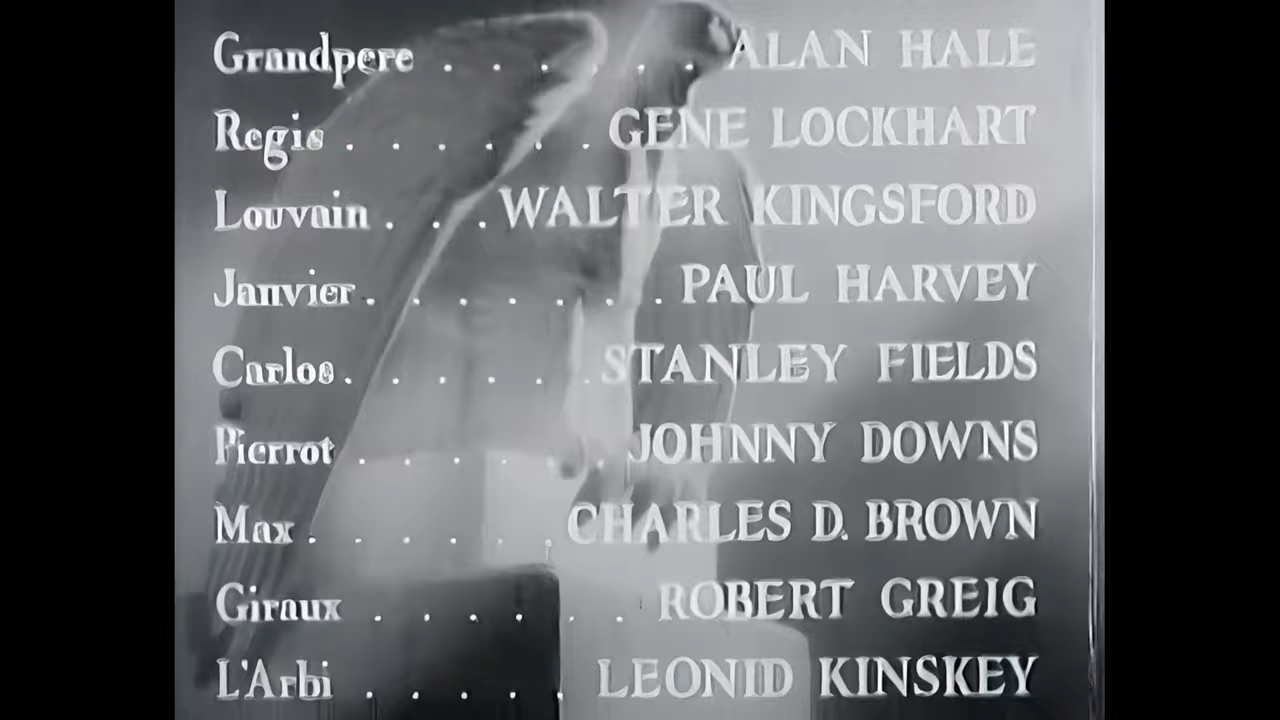 Grandpere . . . . . . ALAN HALE
Regis . . . . . . GENE LOCKHART
Louvain . . . WALTER KINGSFORD
Janvier . . . . . . . PAUL HARVEY
Carlos . . . . . . STANLEY FIELDS
Pierrot . . . . . . JOHNNY DOWNS
Max . . . . . . CHARLES D. BROWN
Giraux . . . . . . ROBERT GREIG
L'Arbi . . . . . LEONID KINSKEY